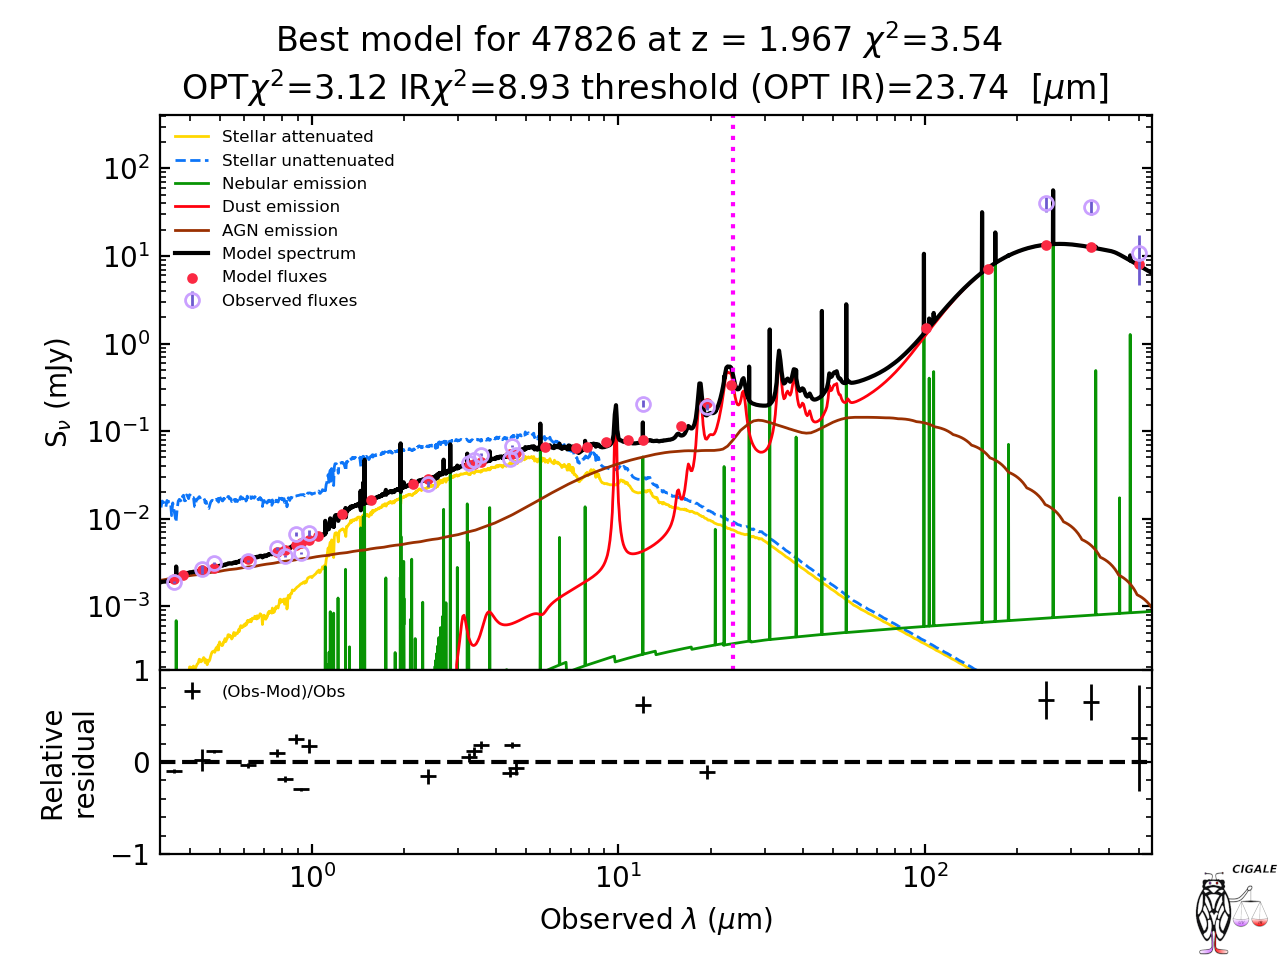 Best model for 47826 at z = 1.967 χ²=3.54
OPTχ²=3.12 IRχ²=8.93 threshold (OPT IR)=23.74 [μm]
Stellar attenuated
Stellar unattenuated
Nebular emission
Dust emission
AGN emission
Model spectrum
Model fluxes
Observed fluxes
S_ν (mJy)
10²
10¹
10⁰
10⁻¹
10⁻²
10⁻³
1
(Obs-Mod)/Obs
Relative
residual
0
−1
10⁰ 10¹ 10²
Observed λ (μm)
CIGALE